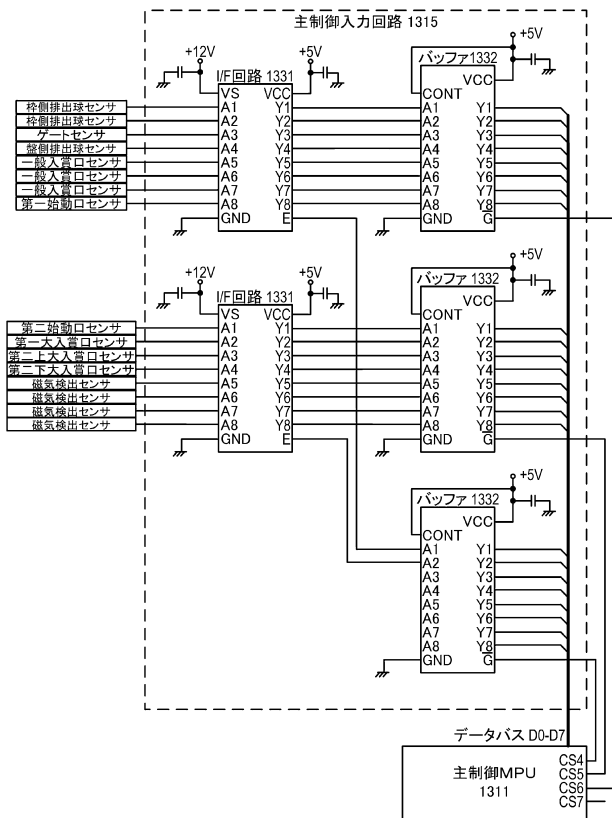 主制御入力回路 1315
+12V
+5V
I/F回路 1331
VS
VCC
A1
A2
A3
A4
A5
A6
A7
A8
GND
Y1
Y2
Y3
Y4
Y5
Y6
Y7
Y8
E
枠側排出球センサ
枠側排出球センサ
ゲートセンサ
盤側排出球センサ
一般入賞口センサ
一般入賞口センサ
一般入賞口センサ
第一始動口センサ
+5V
バッファ 1332
VCC
CONT
A1
A2
A3
A4
A5
A6
A7
A8
GND
Y1
Y2
Y3
Y4
Y5
Y6
Y7
Y8
G
+12V
+5V
I/F回路 1331
VS
VCC
A1
A2
A3
A4
A5
A6
A7
A8
GND
Y1
Y2
Y3
Y4
Y5
Y6
Y7
Y8
E
第二始動口センサ
第一大入賞口センサ
第二上大入賞口センサ
第二下大入賞口センサ
磁気検出センサ
磁気検出センサ
磁気検出センサ
磁気検出センサ
+5V
バッファ 1332
VCC
CONT
A1
A2
A3
A4
A5
A6
A7
A8
GND
Y1
Y2
Y3
Y4
Y5
Y6
Y7
Y8
G
+5V
バッファ 1332
VCC
CONT
A1
A2
A3
A4
A5
A6
A7
A8
GND
Y1
Y2
Y3
Y4
Y5
Y6
Y7
Y8
G
データバス D0-D7
主制御MPU
1311
CS4
CS5
CS6
CS7